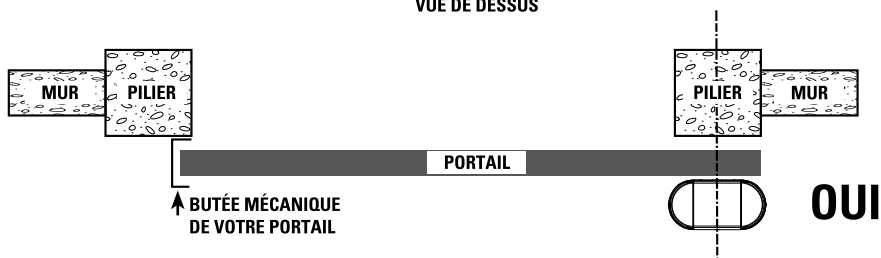 VUE DE DESSUS
MUR
PILIER
PILIER
MUR
PORTAIL
BUTÉE MÉCANIQUE
DE VOTRE PORTAIL
OUI